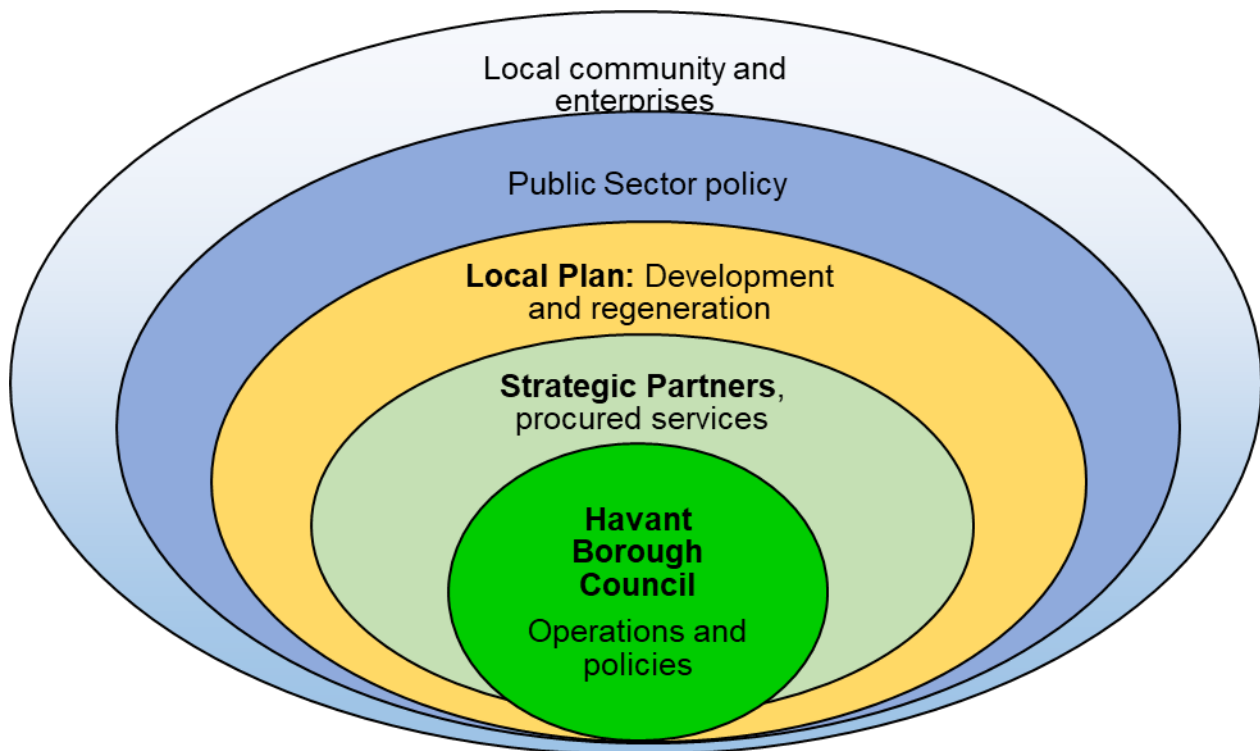 Local community and
enterprises
Public Sector policy
Local Plan: Development
and regeneration
Strategic Partners,
procured services
Havant
Borough
Council
Operations and
policies